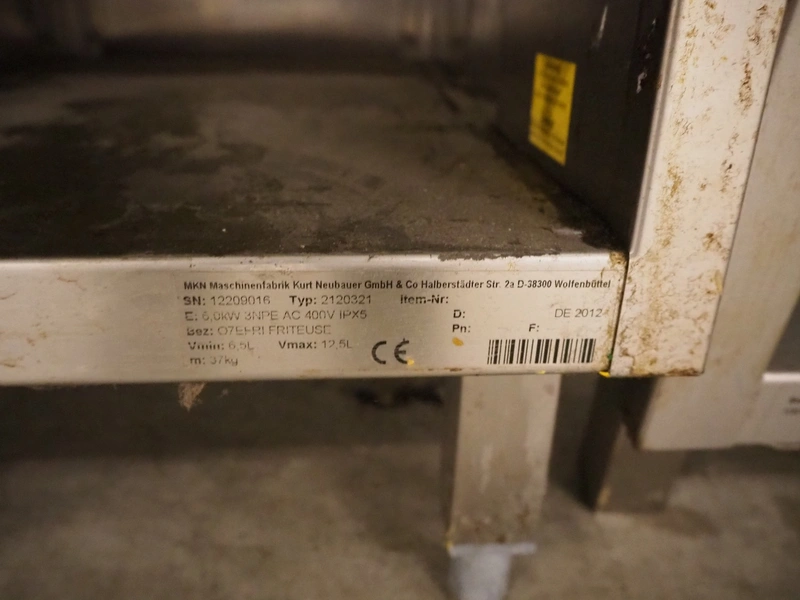 MKN Maschinenfabrik Kurt Neubauer GmbH & Co Halberstädter Str. 2a D-38300 Wolfenbüttel
SN: 12209016 Typ: 2120321 Item-Nr:
E: 6,0kW 3NPE AC 400V IPX5 D: DE 2012
Bez: FRITEUSE Pn: F:
Vmin: 6,5L Vmax: 12,5L CE
m: 37kg